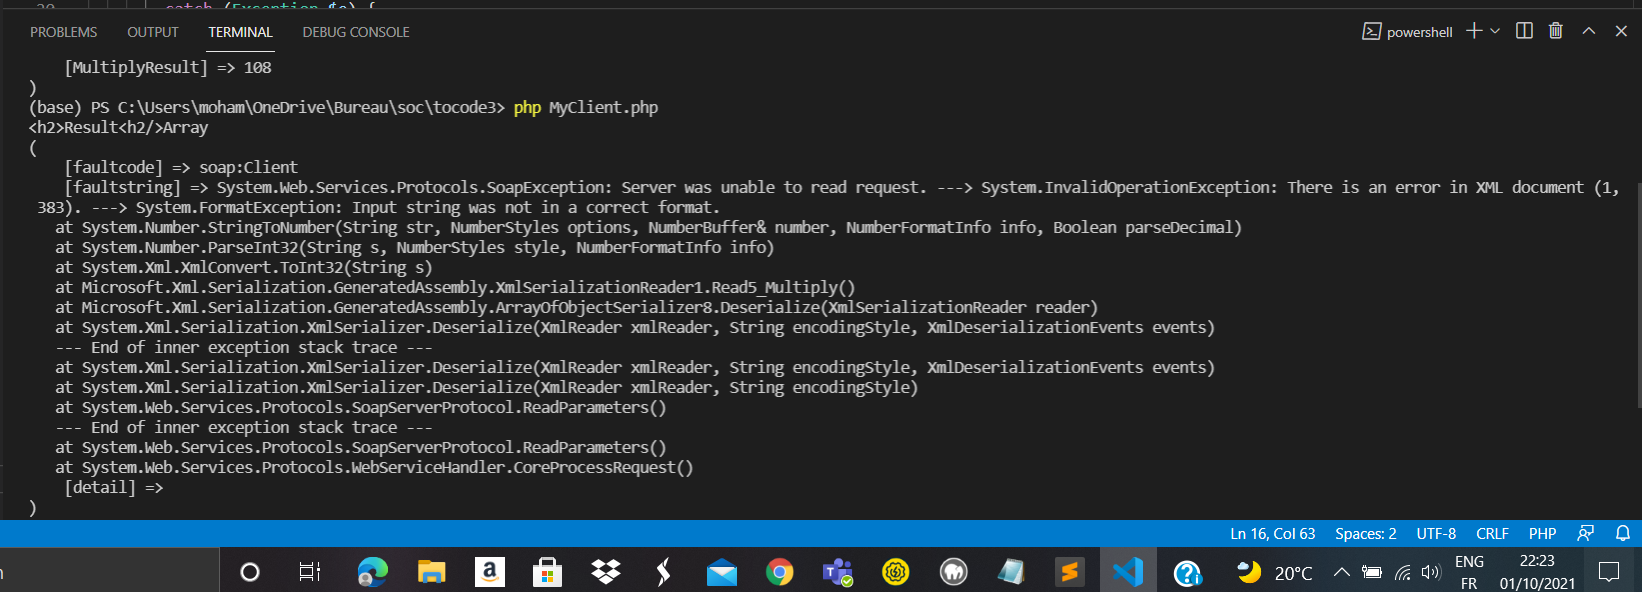 catch (Exception $e) {
PROBLEMS OUTPUT TERMINAL DEBUG CONSOLE powershell
[MultiplyResult] => 108
)
(base) PS C:\Users\moham\OneDrive\Bureau\soc\tocode3> php MyClient.php
<h2>Result<h2/>Array
(
[faultcode] => soap:Client
[faultstring] => System.Web.Services.Protocols.SoapException: Server was unable to read request. ---> System.InvalidOperationException: There is an error in XML document (1,
383). ---> System.FormatException: Input string was not in a correct format.
at System.Number.StringToNumber(String str, NumberStyles options, NumberBuffer& number, NumberFormatInfo info, Boolean parseDecimal)
at System.Number.ParseInt32(String s, NumberStyles style, NumberFormatInfo info)
at System.Xml.XmlConvert.ToInt32(String s)
at Microsoft.Xml.Serialization.GeneratedAssembly.XmlSerializationReader1.Read5_Multiply()
at Microsoft.Xml.Serialization.GeneratedAssembly.ArrayOfObjectSerializer8.Deserialize(XmlSerializationReader reader)
at System.Xml.Serialization.XmlSerializer.Deserialize(XmlReader xmlReader, String encodingStyle, XmlDeserializationEvents events)
--- End of inner exception stack trace ---
at System.Xml.Serialization.XmlSerializer.Deserialize(XmlReader xmlReader, String encodingStyle, XmlDeserializationEvents events)
at System.Xml.Serialization.XmlSerializer.Deserialize(XmlReader xmlReader, String encodingStyle)
at System.Web.Services.Protocols.SoapServerProtocol.ReadParameters()
--- End of inner exception stack trace ---
at System.Web.Services.Protocols.SoapServerProtocol.ReadParameters()
at System.Web.Services.Protocols.WebServiceHandler.CoreProcessRequest()
[detail] =>
)
Ln 16, Col 63 Spaces: 2 UTF-8 CRLF PHP
20°C ENG 22:23
FR 01/10/2021